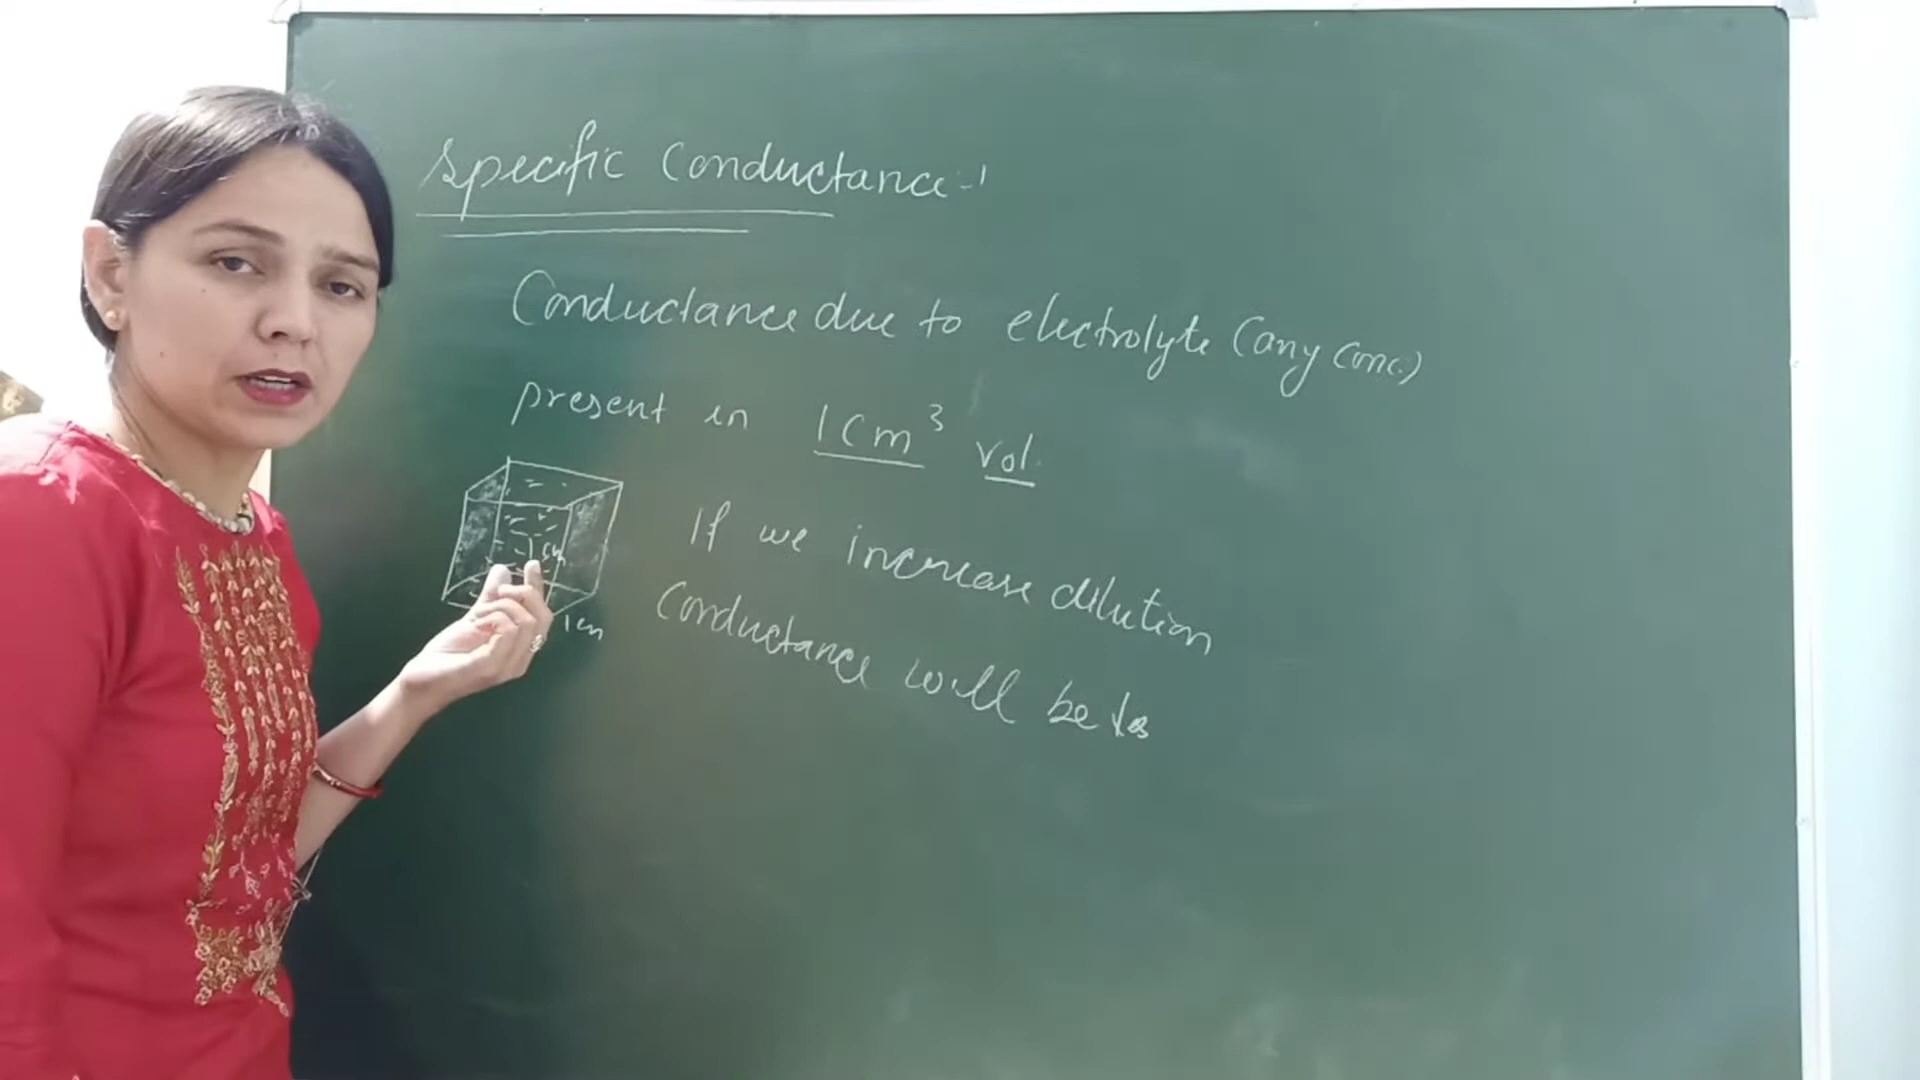 Specific Conductance :-
Conductance due to electrolyte (any conc.)
present in 1cm³ vol.
1cm
1cm
If we increase dilution
Conductance will be